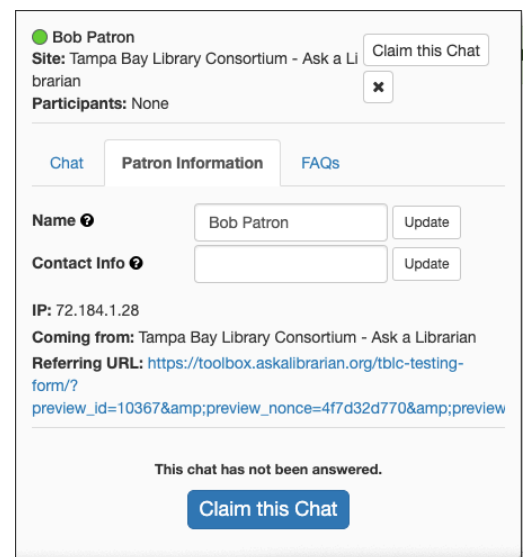 Bob Patron
Claim this Chat
Site: Tampa Bay Library Consortium - Ask a Li
brarian
Participants: None
Chat Patron Information FAQs
Name
Bob Patron
Update
Contact Info
Update
IP: 72.184.1.28
Coming from: Tampa Bay Library Consortium - Ask a Librarian
Referring URL: https://toolbox.askalibrarian.org/tblc-testing-
form/?
preview_id=10367&amp;preview_nonce=4f7d32d770&amp;preview
This chat has not been answered.
Claim this Chat